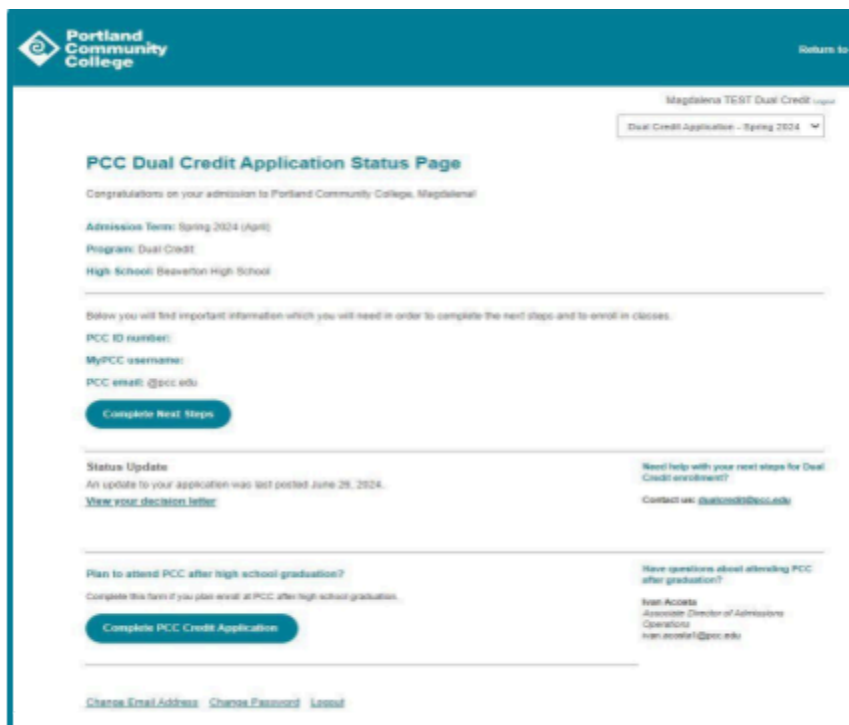 Portland
Community
College
Return to
Magdalena TEST Dual Credit Logout
Dual Credit Application - Spring 2024
PCC Dual Credit Application Status Page
Congratulations on your admission to Portland Community College, Magdalena!
Admission Term: Spring 2024 (April)
Program: Dual Credit
High School: Beaverton High School
Below you will find important information which you will need in order to complete the next steps and to enroll in classes.
PCC ID number:
MyPCC username:
PCC email: @pcc.edu
Complete Next Steps
Status Update
An update to your application was last posted June 28, 2024.
View your decision letter
Need help with your next steps for Dual
Credit enrollment?
Contact us: dualcredit@pcc.edu
Plan to attend PCC after high school graduation?
Complete this form if you plan enroll at PCC after high school graduation.
Complete PCC Credit Application
Have questions about attending PCC
after graduation?
Ivan Acosta
Associate Director of Admissions
Operations
ivan.acosta1@pcc.edu
Change Email Address Change Password Logout